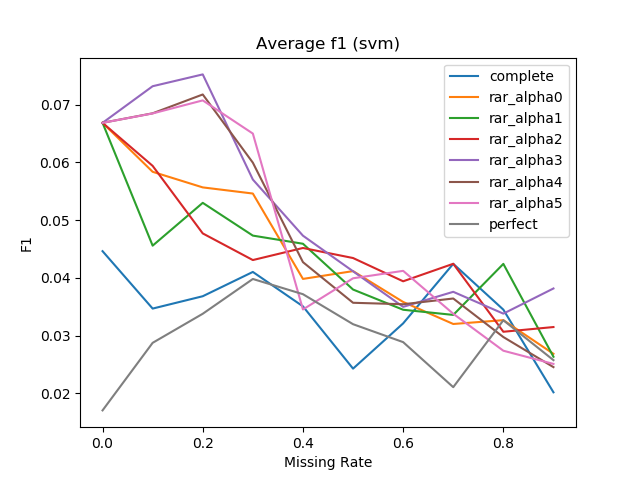 Average f1 (svm)
complete
rar_alpha0
rar_alpha1
rar_alpha2
rar_alpha3
rar_alpha4
rar_alpha5
perfect
F1
0.07
0.06
0.05
0.04
0.03
0.02
0.0 0.2 0.4 0.6 0.8
Missing Rate